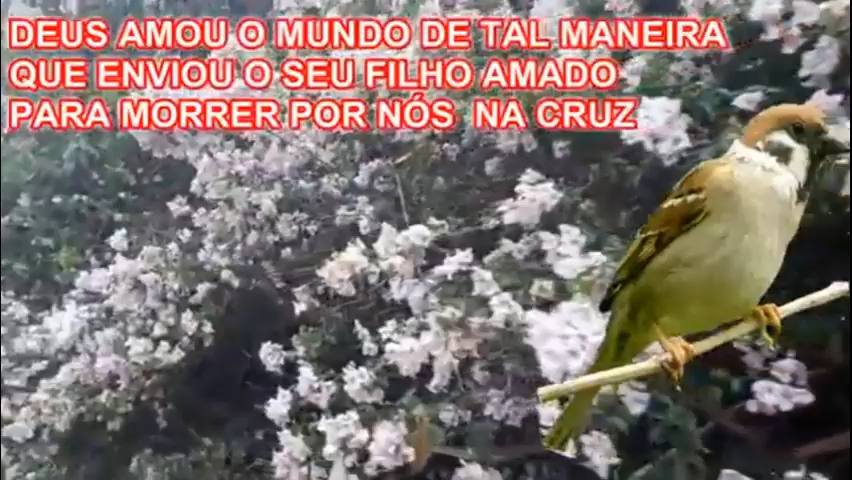 DEUS AMOU O MUNDO DE TAL MANEIRA
QUE ENVIOU O SEU FILHO AMADO
PARA MORRER POR NÓS NA CRUZ